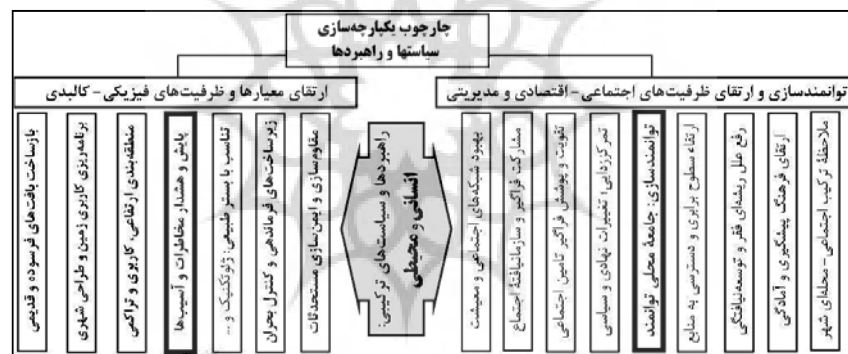 چارچوب یکپارچه‌سازی
سیاستها و راهبردها
توانمندسازی و ارتقای ظرفیت‌های اجتماعی - اقتصادی و مدیریتی
ارتقای معیارها و ظرفیت‌های فیزیکی - کالبدی
ملاحظهٔ ترکیب اجتماعی - محله‌ای شهر
ارتقای فرهنگ پیشگیری و آمادگی
رفع علل ریشه‌ای فقر و توسعه‌نیافتگی
ارتقاء سطوح برابری و دسترسی به منابع
توانمندسازی: جامعهٔ محلی توانمند
تمرکززدایی؛ تغییرات نهادی و سیاسی
تقویت و پوشش فراگیر تامین اجتماعی
مشارکت فراگیر و سازمانیافتهٔ اجتماع
بهبود شبکه‌های اجتماعی و معیشت
راهبردها و سیاست‌های ترکیبی:
انسانی و محیطی
مقاوم‌سازی و ایمن‌سازی مستحدثات
زیرساخت‌های فرماندهی و کنترل بحران
تناسب با بستر طبیعی: ژئوتکنیک و ...
پایش و هشدار مخاطرات و آسیب‌ها
منطقه‌بندی ارتفاعی، کاربری و تراکمی
برنامه‌ریزی کاربری زمین و طراحی شهری
بازساخت بافت‌های فرسوده و قدیمی